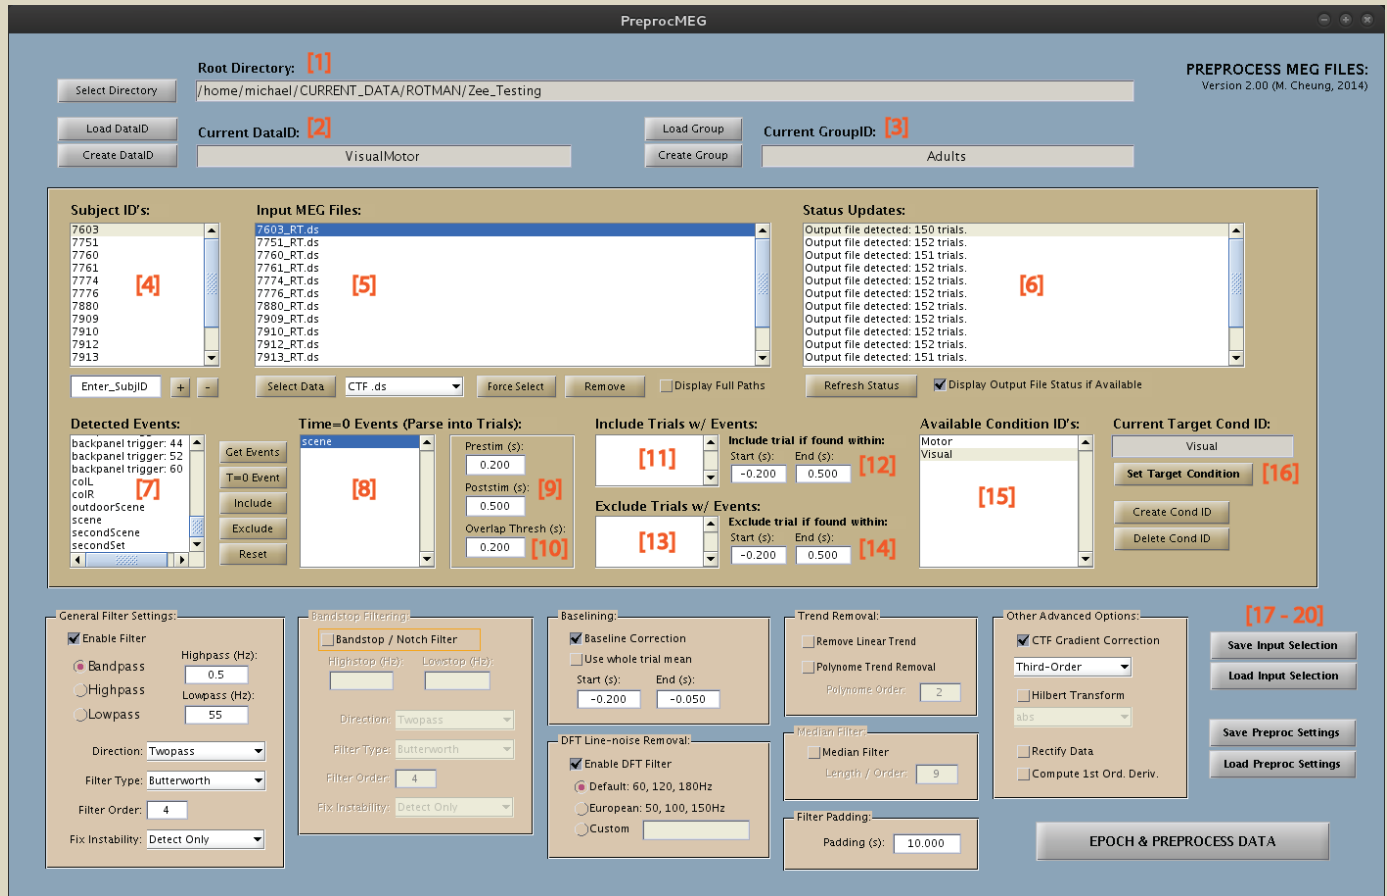 PreprocMEG
Root Directory: [1]
PREPROCESS MEG FILES:
Version 2.00 (M. Cheung, 2014)
Select Directory
/home/michael/CURRENT_DATA/ROTMAN/Zee_Testing
Load DataID
Current DataID: [2]
Load Group
Current GroupID: [3]
Create DataID
VisualMotor
Create Group
Adults
Subject ID's:
7603
7751
7760
7761
7774
7776
7880
7909
7910
7912
7913
[4]
Enter_SubjID
+
-
Input MEG Files:
7603_RT.ds
7751_RT.ds
7760_RT.ds
7761_RT.ds
7774_RT.ds
7776_RT.ds
7880_RT.ds
7909_RT.ds
7910_RT.ds
7912_RT.ds
7913_RT.ds
[5]
Select Data
CTF .ds
Force Select
Remove
Display Full Paths
Status Updates:
Output file detected: 150 trials.
Output file detected: 152 trials.
Output file detected: 151 trials.
Output file detected: 152 trials.
Output file detected: 152 trials.
Output file detected: 152 trials.
Output file detected: 152 trials.
Output file detected: 152 trials.
Output file detected: 152 trials.
Output file detected: 152 trials.
Output file detected: 151 trials.
[6]
Refresh Status
Display Output File Status if Available
Detected Events:
backpanel trigger: 44
backpanel trigger: 52
backpanel trigger: 60
colL
colR
outdoorScene
scene
secondScene
secondSet
[7]
Get Events
T=0 Event
Include
Exclude
Reset
Time=0 Events (Parse into Trials):
scene
[8]
Prestim (s):
0.200
Poststim (s):
0.500
[9]
Overlap Thresh (s):
0.200
[10]
Include Trials w/ Events:
[11]
Include trial if found within:
Start (s): End (s):
-0.200 0.500
[12]
Exclude Trials w/ Events:
[13]
Exclude trial if found within:
Start (s): End (s):
-0.200 0.500
[14]
Available Condition ID's:
Motor
Visual
[15]
Current Target Cond ID:
Visual
Set Target Condition
[16]
Create Cond ID
Delete Cond ID
General Filter Settings:
Enable Filter
Bandpass
Highpass
Lowpass
Highpass (Hz):
0.5
Lowpass (Hz):
55
Direction: Twopass
Filter Type: Butterworth
Filter Order: 4
Fix Instability: Detect Only
Bandstop Filtering:
Bandstop / Notch Filter
Highstop (Hz): Lowstop (Hz):
Direction: Twopass
Filter Type: Butterworth
Filter Order: 4
Fix Instability: Detect Only
Baselining:
Baseline Correction
Use whole trial mean
Start (s): End (s):
-0.200 -0.050
DFT Line-noise Removal:
Enable DFT Filter
Default: 60, 120, 180Hz
European: 50, 100, 150Hz
Custom
Trend Removal:
Remove Linear Trend
Polynome Trend Removal
Polynome Order: 2
Median Filter
Median Filter
Length / Order: 9
Filter Padding:
Padding (s): 10.000
Other Advanced Options:
CTF Gradient Correction
Third-Order
Hilbert Transform
abs
Rectify Data
Compute 1st Ord. Deriv.
[17 - 20]
Save Input Selection
Load Input Selection
Save Preproc Settings
Load Preproc Settings
EPOCH & PREPROCESS DATA